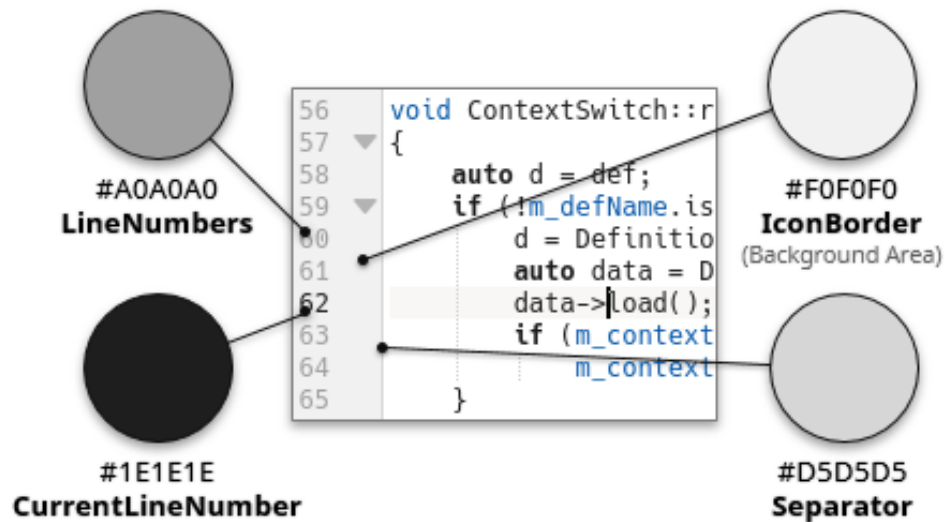 #A0A0A0
LineNumbers
#1E1E1E
CurrentLineNumber
56 void ContextSwitch::r
57 {
58 auto d = def;
59 if (!m_defName.is
60 d = Definitio
61 auto data = D
62 data->load();
63 if (m_context
64 m_context
65 }
#F0F0F0
IconBorder
(Background Area)
#D5D5D5
Separator